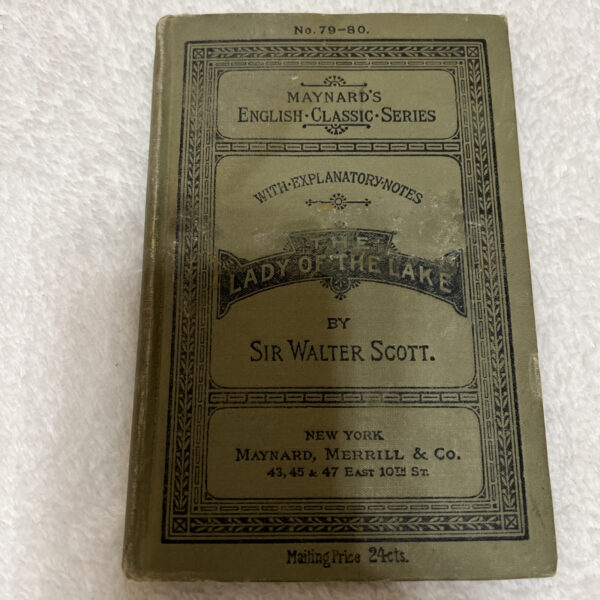 No. 79-80.
MAYNARD'S
ENGLISH·CLASSIC·SERIES
WITH·EXPLANATORY·NOTES
THE
LADY OF THE LAKE
BY
SIR WALTER SCOTT.
NEW YORK
MAYNARD, MERRILL & CO.
43, 45 & 47 EAST 10TH ST.
Mailing Price 24cts.